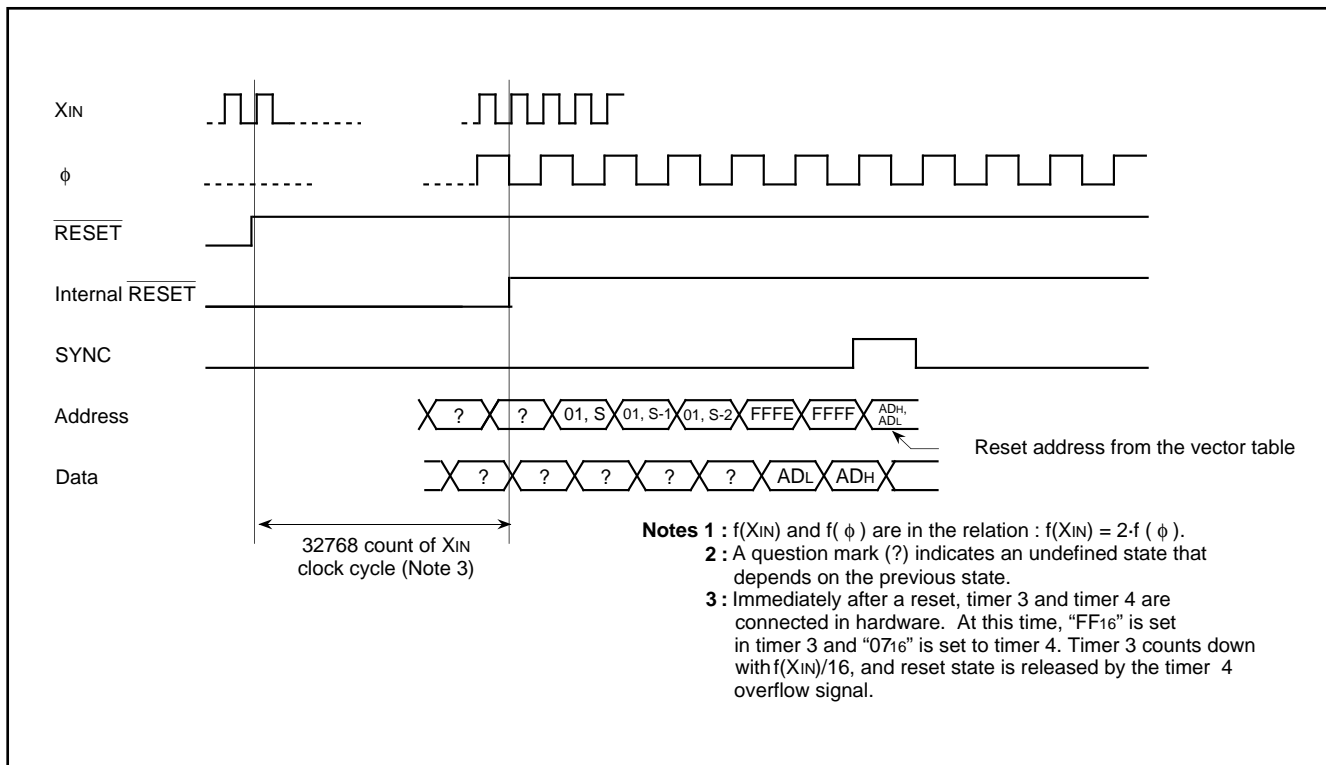 XIN
ϕ
RESET
Internal RESET
SYNC
Address
? ? 01, S 01, S-1 01, S-2 FFFE FFFF ADH,
ADL
Reset address from the vector table
Data
? ? ? ? ? ADL ADH
32768 count of XIN
clock cycle (Note 3)
Notes 1 : f(XIN) and f( ϕ ) are in the relation : f(XIN) = 2·f ( ϕ ).
2 : A question mark (?) indicates an undefined state that
depends on the previous state.
3 : Immediately after a reset, timer 3 and timer 4 are
connected in hardware. At this time, “FF16” is set
in timer 3 and “0716” is set to timer 4. Timer 3 counts down
with f(XIN)/16, and reset state is released by the timer 4
overflow signal.